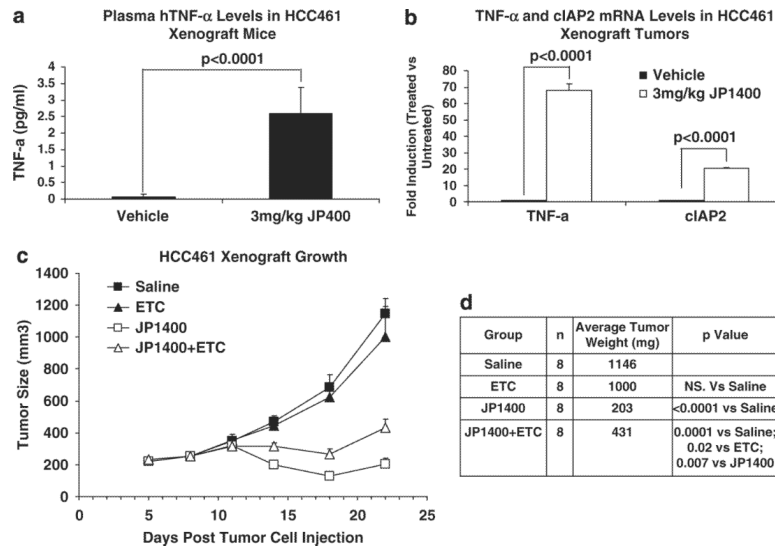 a
Plasma hTNF-α Levels in HCC461
Xenograft Mice
p<0.0001
TNF-a (pg/ml)
4
3.5
3
2.5
2
1.5
1
0.5
0
Vehicle
3mg/kg JP400
b
TNF-α and cIAP2 mRNA Levels in HCC461
Xenograft Tumors
p<0.0001
Vehicle
3mg/kg JP1400
p<0.0001
Fold Induction (Treated vs
Untreated)
80
70
60
50
40
30
20
10
0
TNF-a
cIAP2
c
HCC461 Xenograft Growth
Saline
ETC
JP1400
JP1400+ETC
Tumor Size (mm3)
1400
1200
1000
800
600
400
200
0
0 5 10 15 20 25
Days Post Tumor Cell Injection
d
Group n Average Tumor Weight (mg) p Value
Saline 8 1146
ETC 8 1000 NS. Vs Saline
JP1400 8 203 <0.0001 vs Saline
JP1400+ETC 8 431 0.0001 vs Saline;
0.02 vs ETC;
0.007 vs JP1400